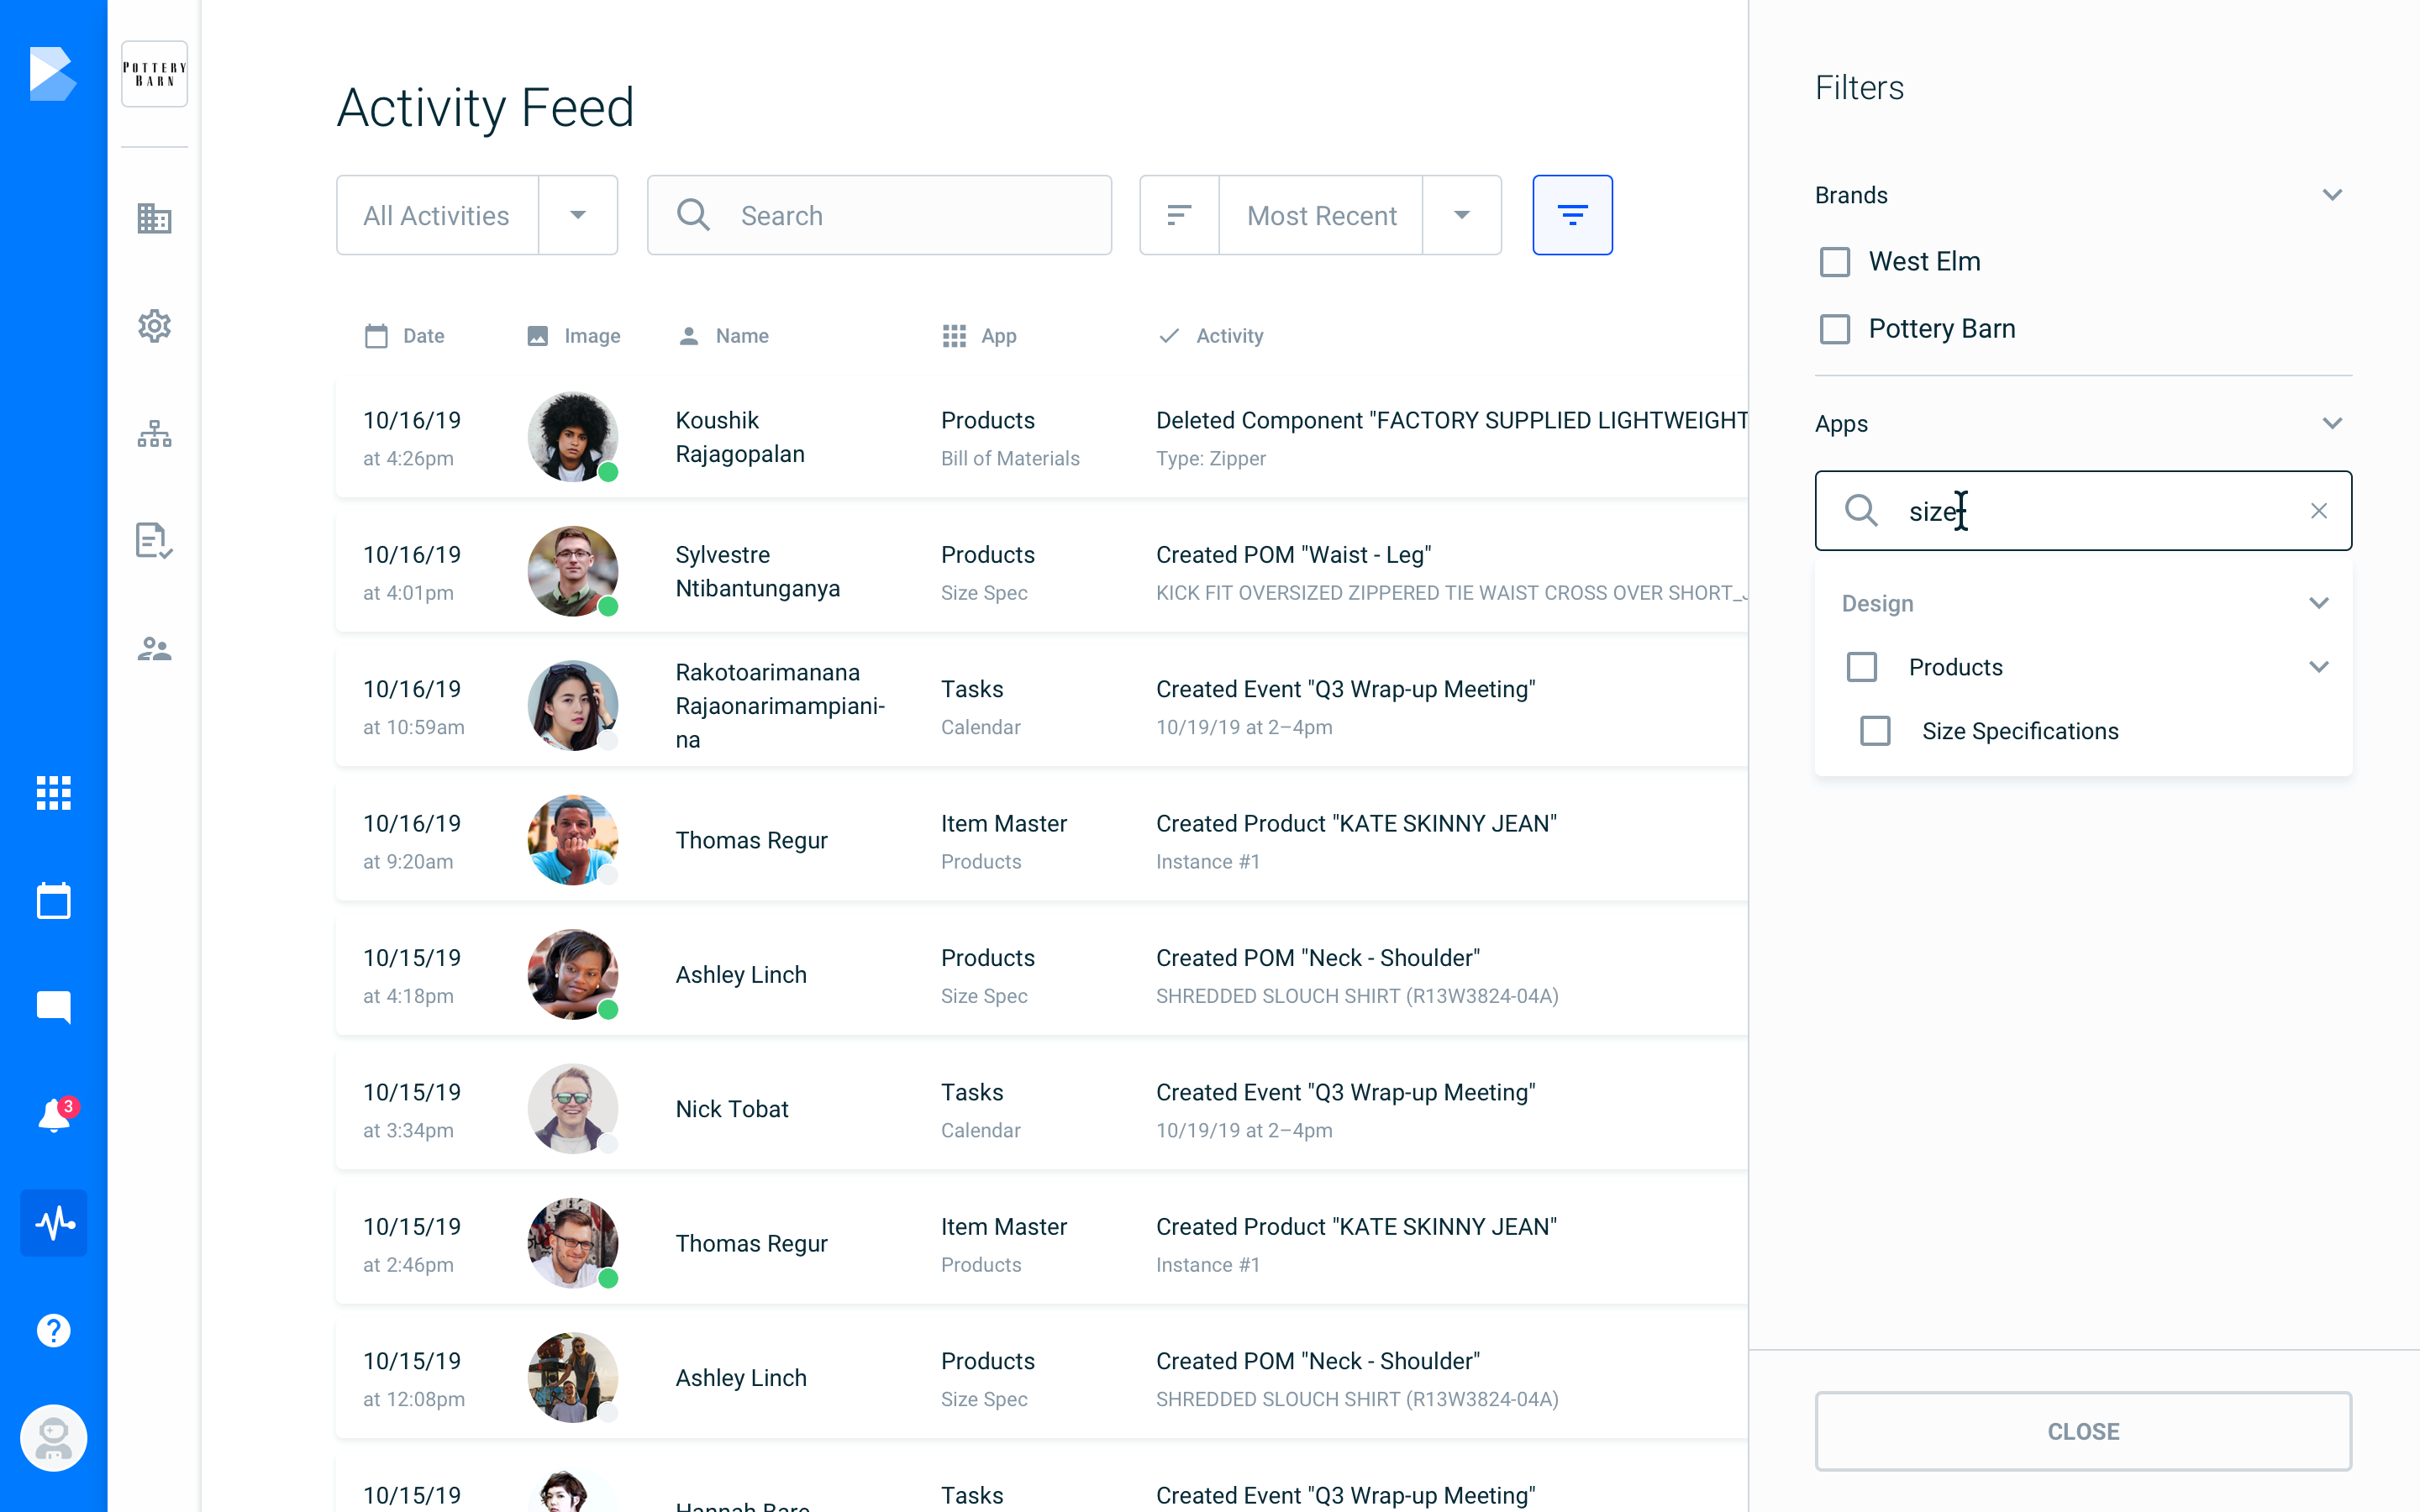 POTTERY
BARN
3
Activity Feed
All Activities
Search
Most Recent
Date
Image
Name
App
Activity
10/16/19
at 4:26pm
Koushik
Rajagopalan
Products
Bill of Materials
Deleted Component "FACTORY SUPPLIED LIGHTWEIGHT
Type: Zipper
10/16/19
at 4:01pm
Sylvestre
Ntibantunganya
Products
Size Spec
Created POM "Waist - Leg"
KICK FIT OVERSIZED ZIPPERED TIE WAIST CROSS OVER SHORT_
10/16/19
at 10:59am
Rakotoarimanana
Rajaonarimampiani-
na
Tasks
Calendar
Created Event "Q3 Wrap-up Meeting"
10/19/19 at 2–4pm
10/16/19
at 9:20am
Thomas Regur
Item Master
Products
Created Product "KATE SKINNY JEAN"
Instance #1
10/15/19
at 4:18pm
Ashley Linch
Products
Size Spec
Created POM "Neck - Shoulder"
SHREDDED SLOUCH SHIRT (R13W3824-04A)
10/15/19
at 3:34pm
Nick Tobat
Tasks
Calendar
Created Event "Q3 Wrap-up Meeting"
10/19/19 at 2–4pm
10/15/19
at 2:46pm
Thomas Regur
Item Master
Products
Created Product "KATE SKINNY JEAN"
Instance #1
10/15/19
at 12:08pm
Ashley Linch
Products
Size Spec
Created POM "Neck - Shoulder"
SHREDDED SLOUCH SHIRT (R13W3824-04A)
10/15/19
Hannah Bare
Tasks
Created Event "Q3 Wrap-up Meeting"
Filters
Brands
West Elm
Pottery Barn
Apps
size
Design
Products
Size Specifications
CLOSE